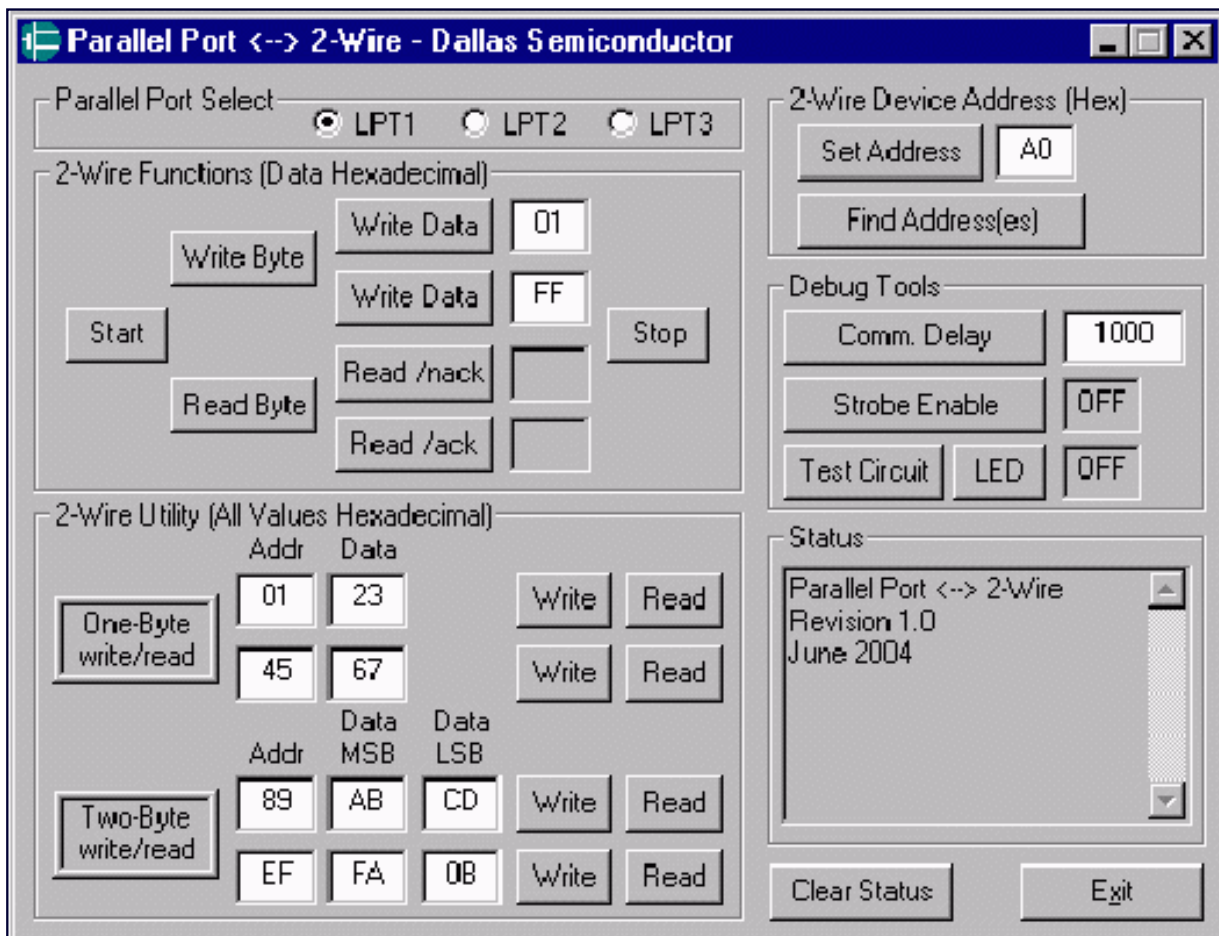 Parallel Port <--> 2-Wire - Dallas Semiconductor
Parallel Port Select
LPT1 LPT2 LPT3
2-Wire Functions (Data Hexadecimal)
Write Data 01
Write Byte
Write Data FF
Start
Stop
Read /nack
Read Byte
Read /ack
2-Wire Utility (All Values Hexadecimal)
Addr Data
One-Byte
write/read
01 23 Write Read
45 67 Write Read
Data Data
Addr MSB LSB
Two-Byte
write/read
89 AB CD Write Read
EF FA 0B Write Read
2-Wire Device Address (Hex)
Set Address A0
Find Address(es)
Debug Tools
Comm. Delay 1000
Strobe Enable OFF
Test Circuit LED OFF
Status
Parallel Port <--> 2-Wire
Revision 1.0
June 2004
Clear Status Exit